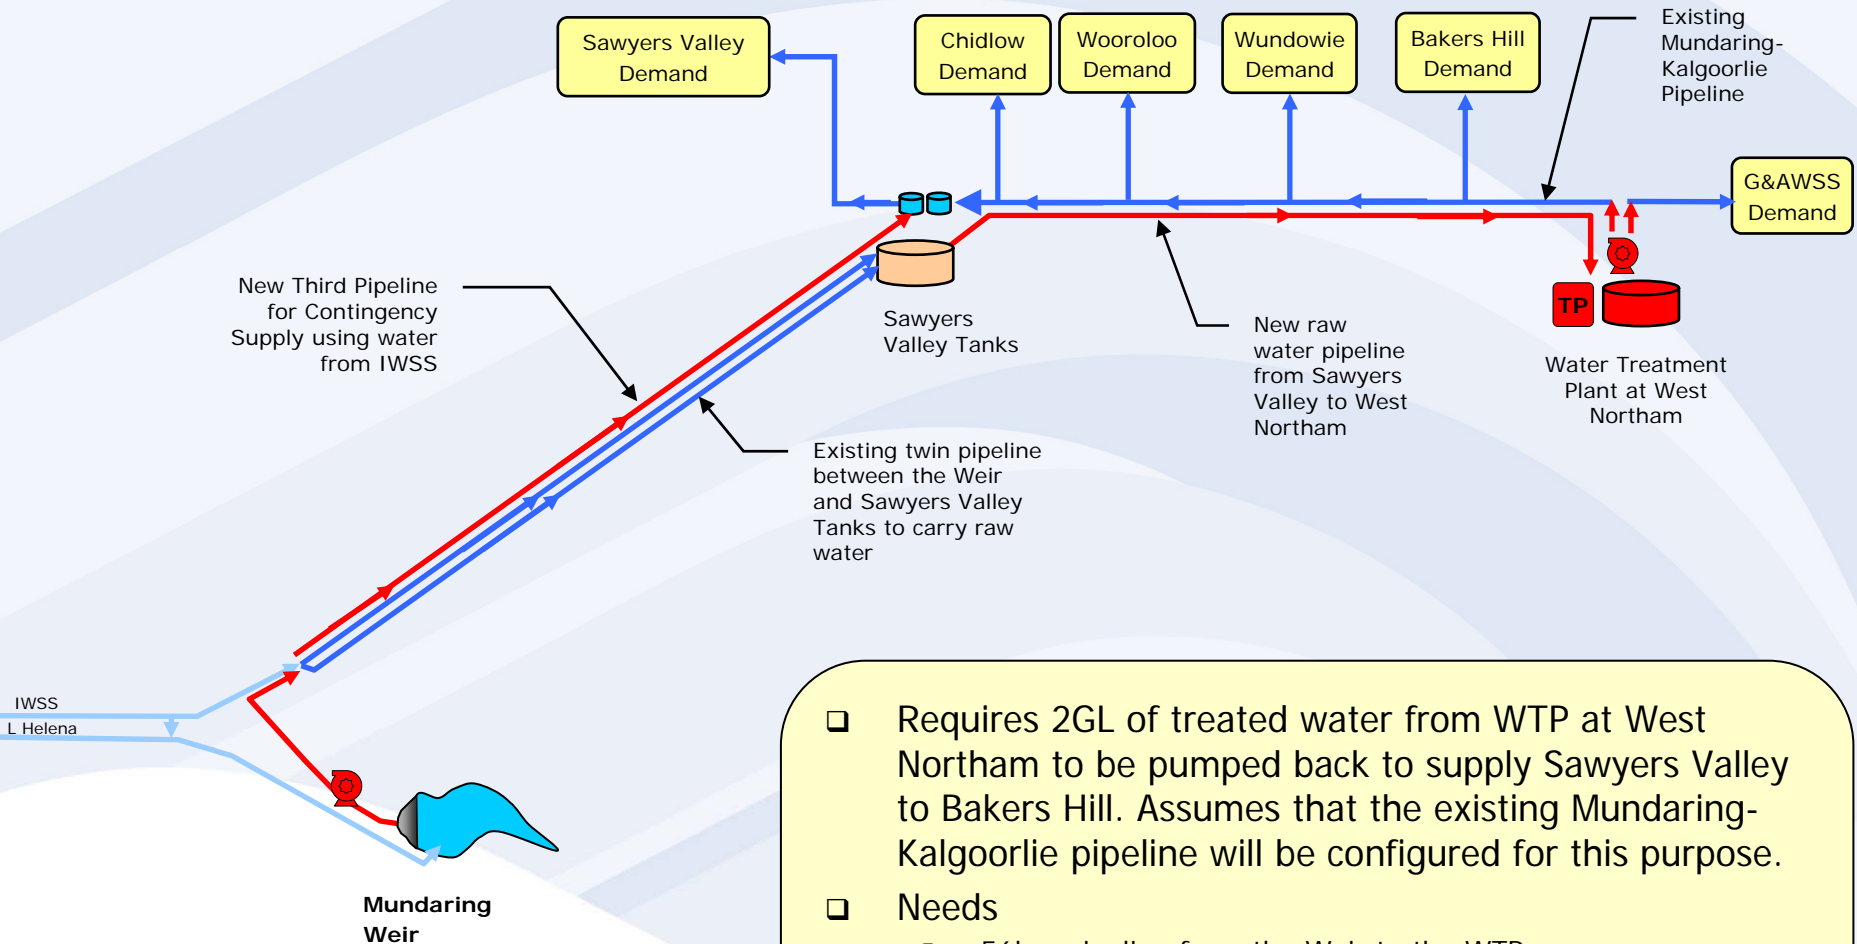 Sawyers Valley
Demand
Chidlow
Demand
Wooroloo
Demand
Wundowie
Demand
Bakers Hill
Demand
Existing
Mundaring-
Kalgoorlie
Pipeline
G&AWSS
Demand
New Third Pipeline
for Contingency
Supply using water
from IWSS
Sawyers
Valley Tanks
New raw
water pipeline
from Sawyers
Valley to West
Northam
TP
Water Treatment
Plant at West
Northam
Existing twin pipeline
between the Weir
and Sawyers Valley
Tanks to carry raw
water
IWSS
L Helena
Mundaring
Weir
Requires 2GL of treated water from WTP at West
Northam to be pumped back to supply Sawyers Valley
to Bakers Hill. Assumes that the existing Mundaring-
Kalgoorlie pipeline will be configured for this purpose.
Needs